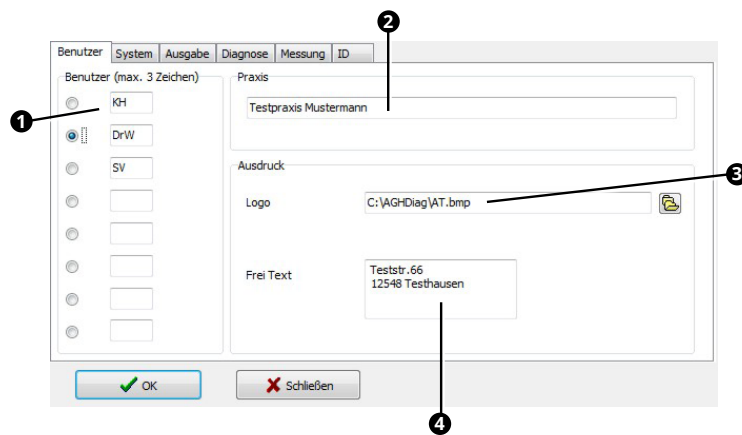 2
Benutzer System Ausgabe Diagnose Messung ID
Benutzer (max. 3 Zeichen)
Praxis
1
KH
Testpraxis Mustermann
DrW
SV
Ausdruck
3
Logo
C:\AGHDiag\AT.bmp
Frei Text
Teststr.66
12548 Testhausen
OK
Schließen
4